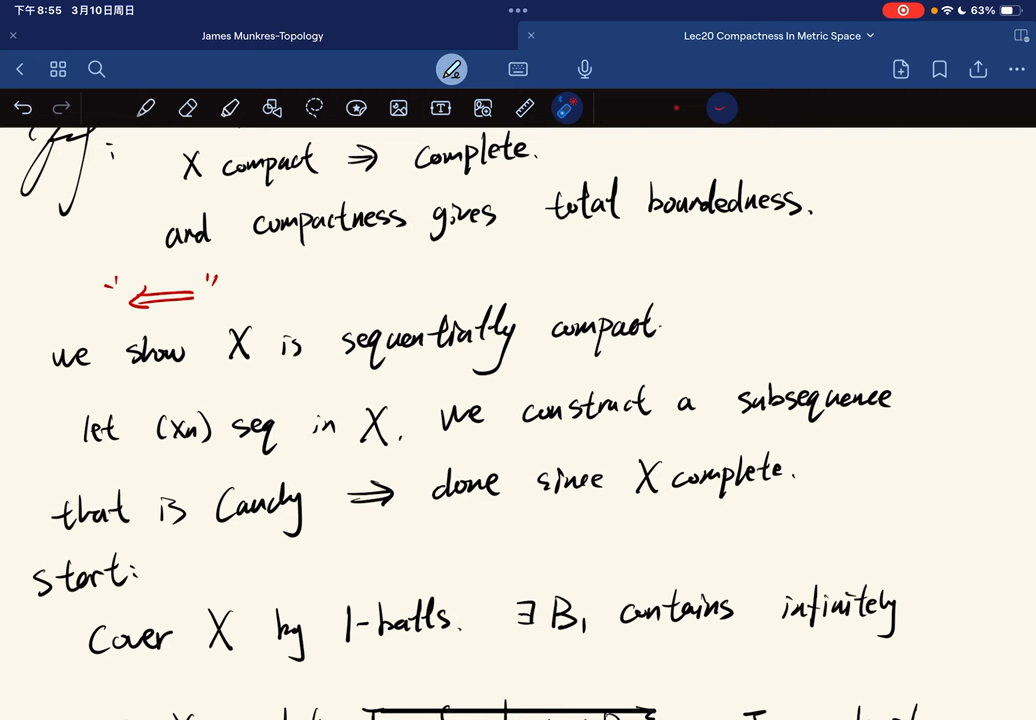 下午8:55 3月10日周日
63%
James Munkres-Topology
Lec20 Compactness In Metric Space
X compact ⇒ complete.
and compactness gives total boundedness.
"⇐"
we show X is sequentially compact.
let (xn) seq in X. We construct a subsequence
that is Cauchy ⇒ done since X complete.
start:
Cover X by 1-balls. ∃ B₁ contains infinitely